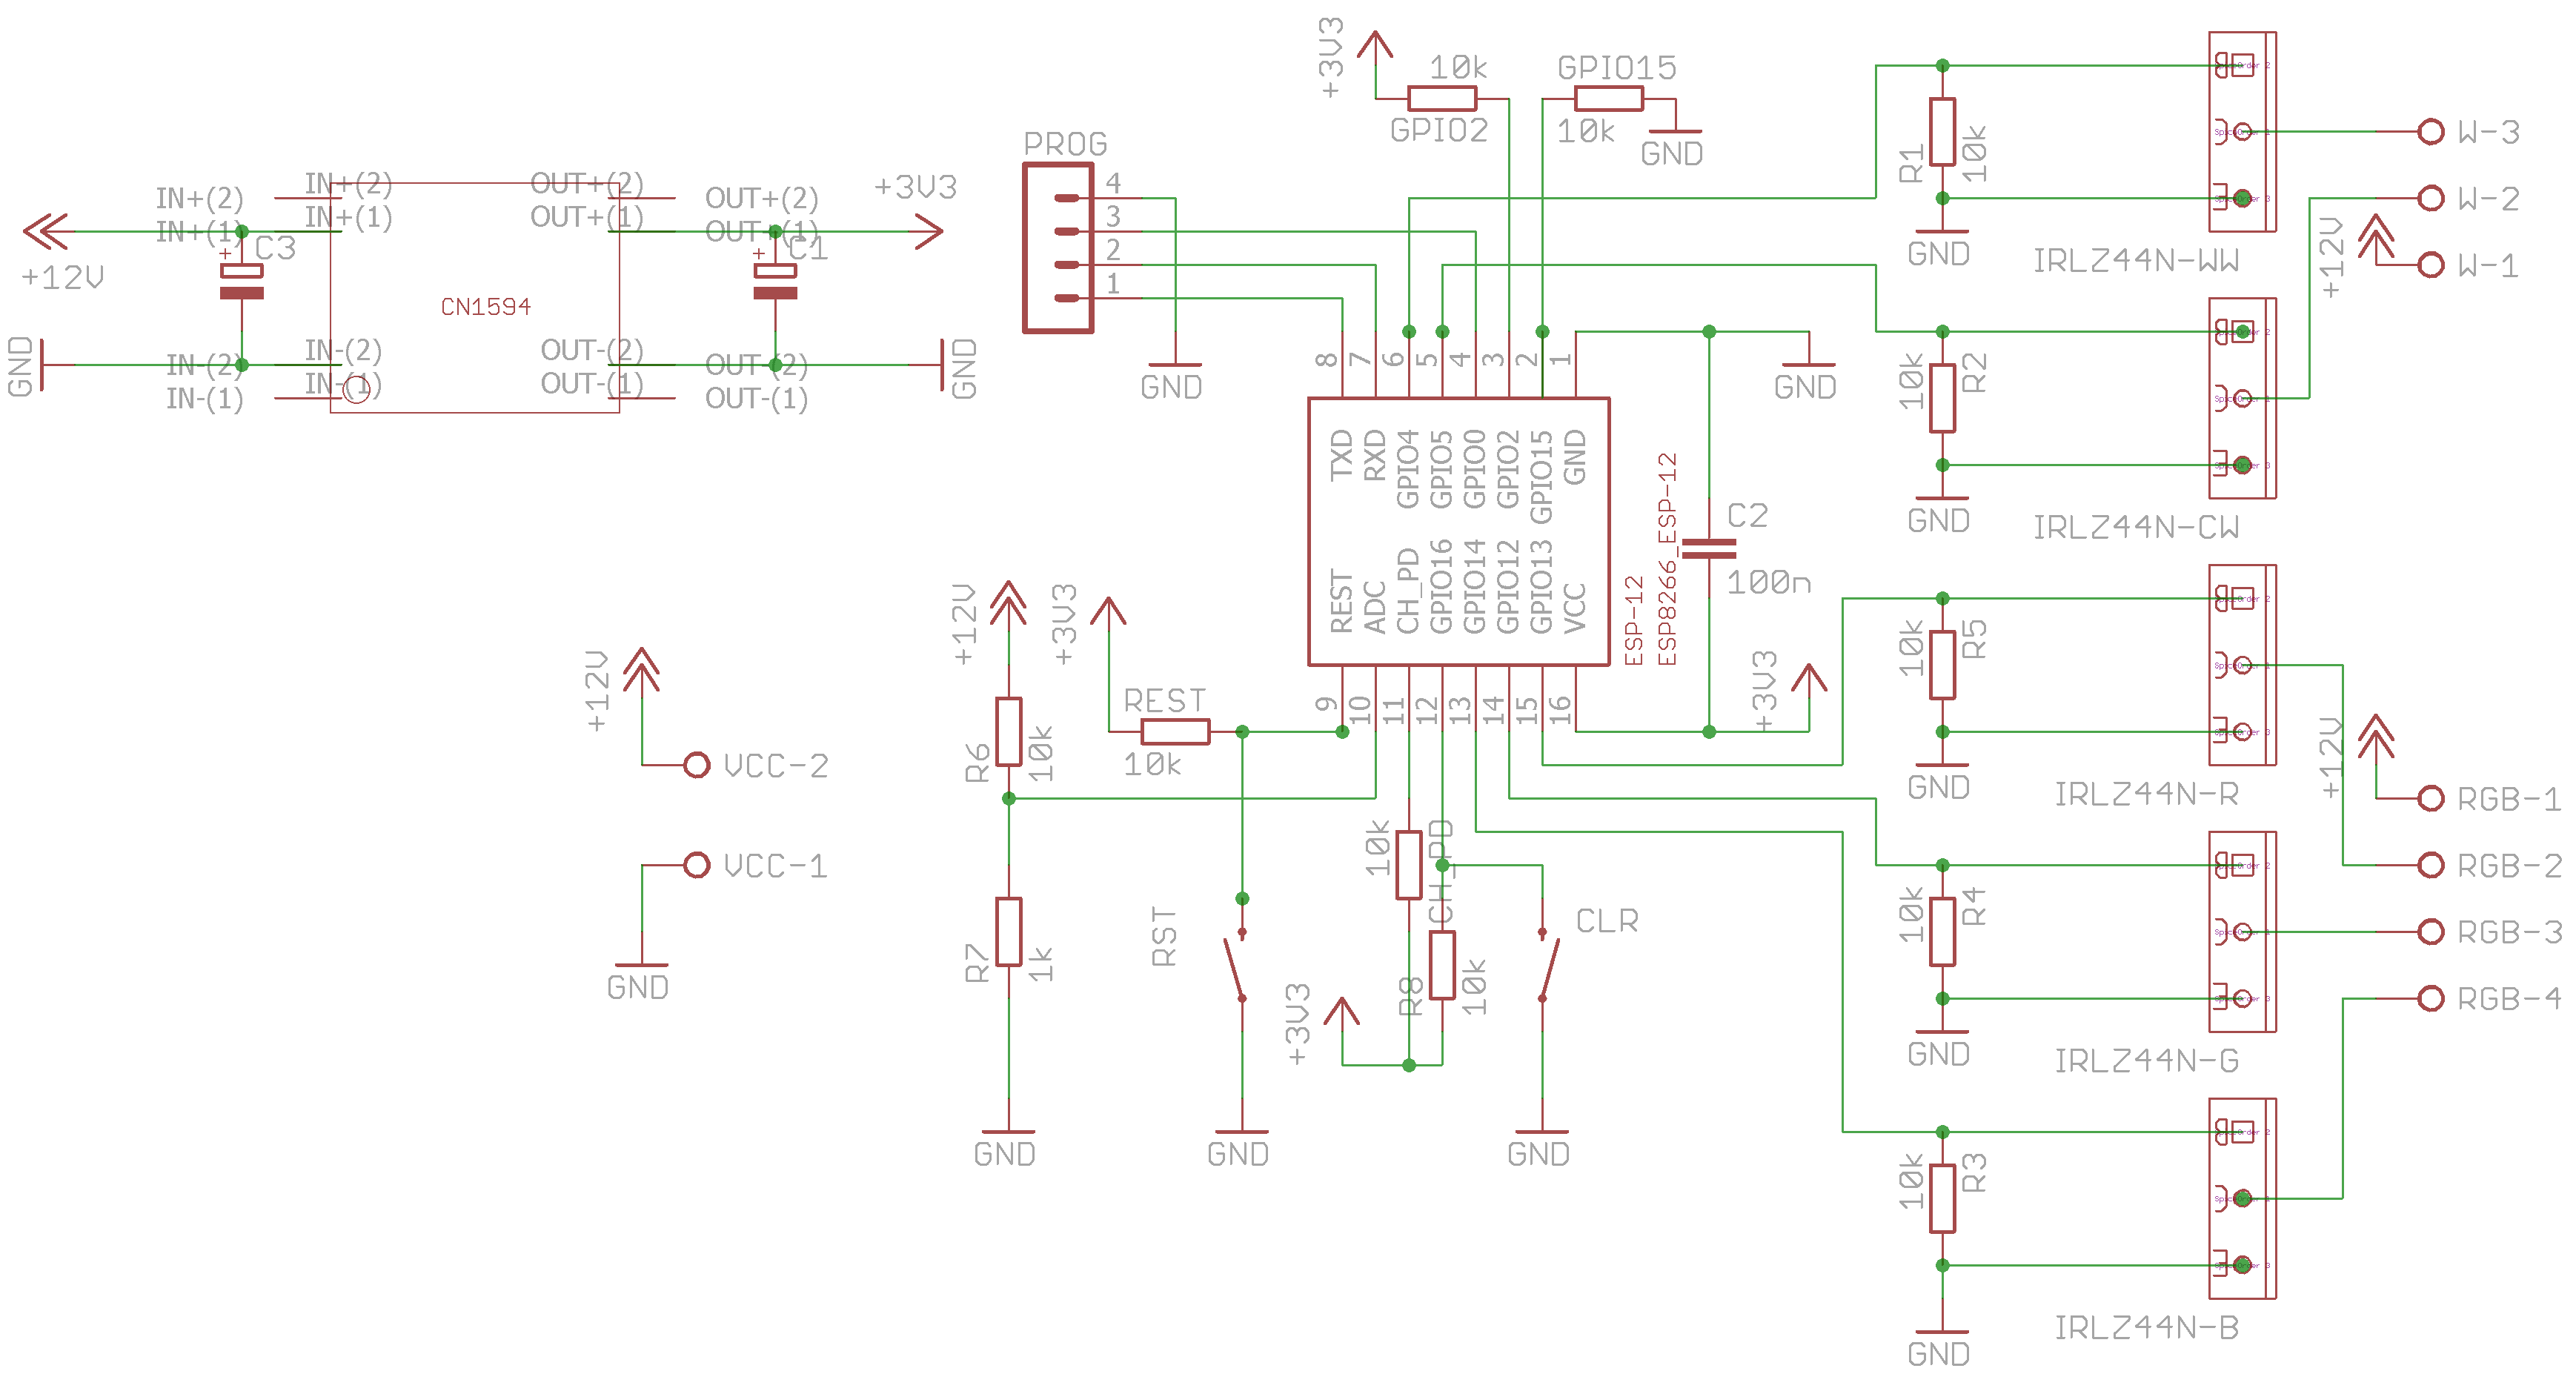 IN+(2)
IN+(1)
IN+(2)
IN+(1)
OUT+(2)
OUT+(1)
OUT+(2)
OUT+(1)
+3V3
+12V
C3
+
C1
+
CN1594
GND
IN-(2)
IN-(1)
IN-(2)
IN-(1)
OUT-(2)
OUT-(1)
OUT-(2)
OUT-(1)
GND
PROG
4
3
2
1
GND
+3V3
10k
GPIO2
GPIO15
10k
GND
8
7
6
5
4
3
2
1
GND
TXD
RXD
GPIO4
GPIO5
GPIO0
GPIO2
GPIO15
GND
REST
ADC
CH_PD
GPIO16
GPIO14
GPIO12
GPIO13
VCC
ESP-12
ESP8266_ESP-12
9
10
11
12
13
14
15
16
C2
100n
+3V3
R1
10k
GND
IRLZ44N-WW
W-3
W-2
W-1
+12V
10k
R2
GND
IRLZ44N-CW
10k
R5
GND
IRLZ44N-R
+12V
RGB-1
RGB-2
RGB-3
RGB-4
10k
R4
GND
IRLZ44N-G
10k
R3
GND
IRLZ44N-B
+12V
VCC-2
VCC-1
GND
+12V
+3V3
R6
10k
REST
10k
R7
1k
GND
RST
GND
10k
CH_PD
R8
10k
+3V3
CLR
GND